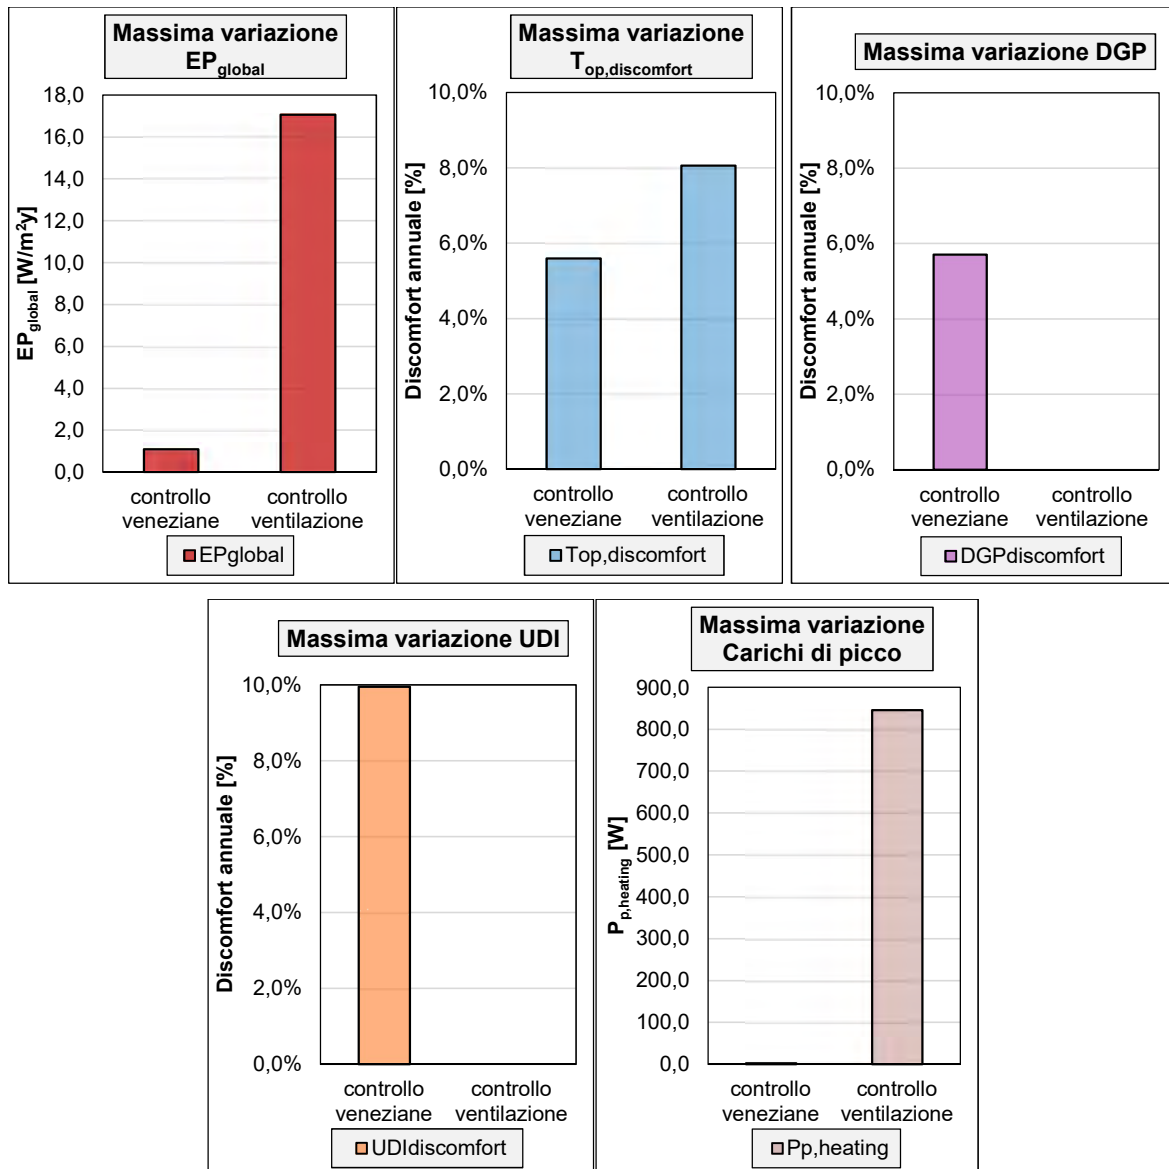 Massima variazione
EPglobal
EPglobal [W/m²y]
18,0
16,0
14,0
12,0
10,0
8,0
6,0
4,0
2,0
0,0
controllo
veneziane
controllo
ventilazione
EPglobal
Massima variazione
Top,discomfort
Discomfort annuale [%]
10,0%
8,0%
6,0%
4,0%
2,0%
0,0%
controllo
veneziane
controllo
ventilazione
Top,discomfort
Massima variazione DGP
Discomfort annuale [%]
10,0%
8,0%
6,0%
4,0%
2,0%
0,0%
controllo
veneziane
controllo
ventilazione
DGPdiscomfort
Massima variazione UDI
Discomfort annuale [%]
10,0%
8,0%
6,0%
4,0%
2,0%
0,0%
controllo
veneziane
controllo
ventilazione
UDIdiscomfort
Massima variazione
Carichi di picco
Pp,heating [W]
900,0
800,0
700,0
600,0
500,0
400,0
300,0
200,0
100,0
0,0
controllo
veneziane
controllo
ventilazione
Pp,heating